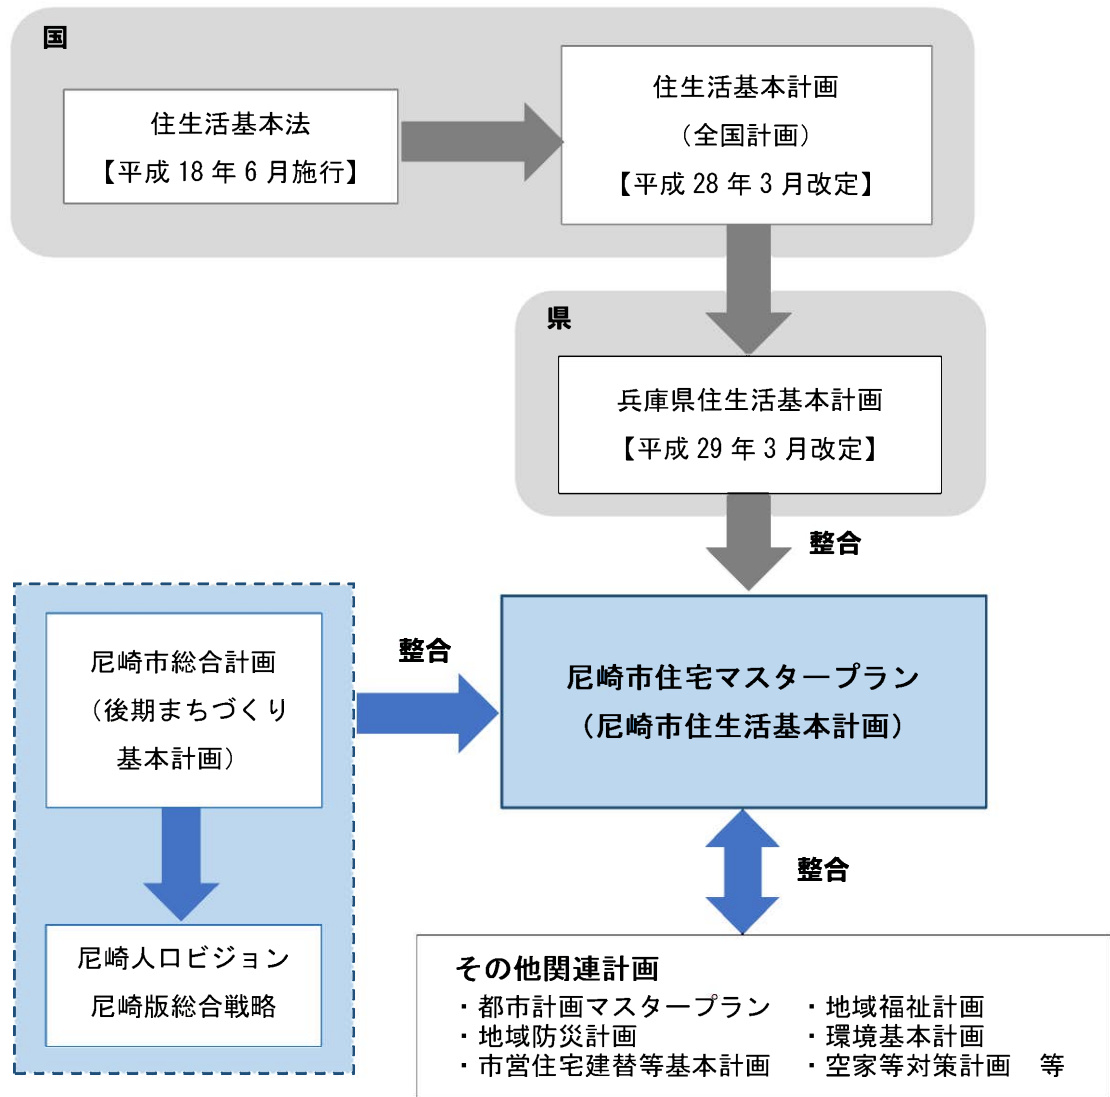 国
住生活基本法
【平成 18 年 6 月施行】
住生活基本計画
（全国計画）
【平成 28 年 3 月改定】
県
兵庫県住生活基本計画
【平成 29 年 3 月改定】
整合
尼崎市総合計画
（後期まちづくり
基本計画）
整合
尼崎市住宅マスタープラン
（尼崎市住生活基本計画）
尼崎人口ビジョン
尼崎版総合戦略
整合
その他関連計画
・都市計画マスタープラン ・地域福祉計画
・地域防災計画 ・環境基本計画
・市営住宅建替等基本計画 ・空家等対策計画　等